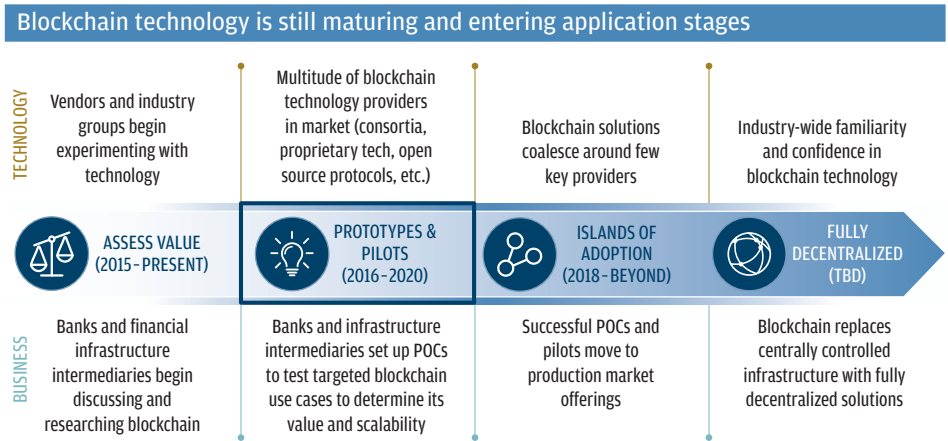 Blockchain technology is still maturing and entering application stages
TECHNOLOGY
Vendors and industry
groups begin
experimenting with
technology
Multitude of blockchain
technology providers
in market (consortia,
proprietary tech, open
source protocols, etc.)
Blockchain solutions
coalesce around few
key providers
Industry-wide familiarity
and confidence in
blockchain technology
ASSESS VALUE
(2015–PRESENT)
PROTOTYPES &
PILOTS
(2016–2020)
ISLANDS OF
ADOPTION
(2018–BEYOND)
FULLY
DECENTRALIZED
(TBD)
BUSINESS
Banks and financial
infrastructure
intermediaries begin
discussing and
researching blockchain
Banks and infrastructure
intermediaries set up POCs
to test targeted blockchain
use cases to determine its
value and scalability
Successful POCs and
pilots move to
production market
offerings
Blockchain replaces
centrally controlled
infrastructure with fully
decentralized solutions